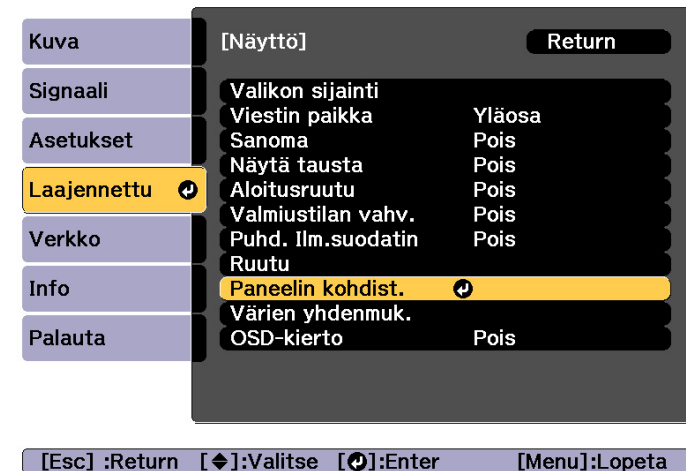 Kuva
Signaali
Asetukset
Laajennettu
Verkko
Info
Palauta
[Näyttö] Return
Valikon sijainti
Viestin paikka Yläosa
Sanoma Pois
Näytä tausta Pois
Aloitusruutu Pois
Valmiustilan vahv. Pois
Puhd. Ilm.suodatin Pois
Ruutu
Paneelin kohdist.
Värien yhdenmuk.
OSD-kierto Pois
[Esc] :Return [◆]:Valitse [↵]:Enter [Menu]:Lopeta